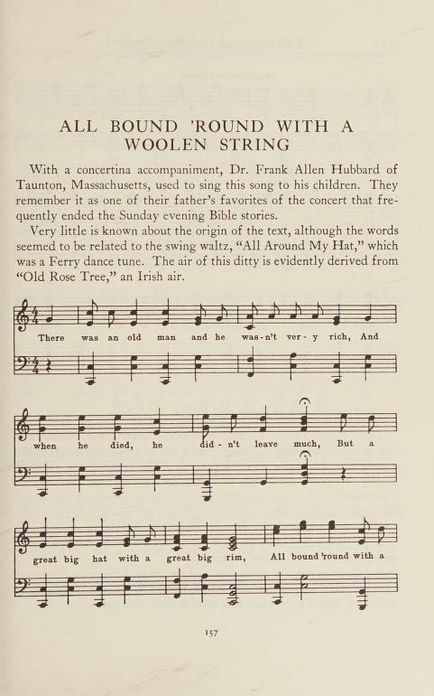 ALL BOUND 'ROUND WITH A
WOOLEN STRING
With a concertina accompaniment, Dr. Frank Allen Hubbard of
Taunton, Massachusetts, used to sing this song to his children. They
remember it as one of their father's favorites of the concert that fre-
quently ended the Sunday evening Bible stories.
Very little is known about the origin of the text, although the words
seemed to be related to the swing waltz, "All Around My Hat," which
was a Ferry dance tune. The air of this ditty is evidently derived from
"Old Rose Tree," an Irish air.
There was an old man and he was-n't ver-y rich, And
when he died, he did-n't leave much, But a
great big hat with a great big rim, All bound 'round with a
157